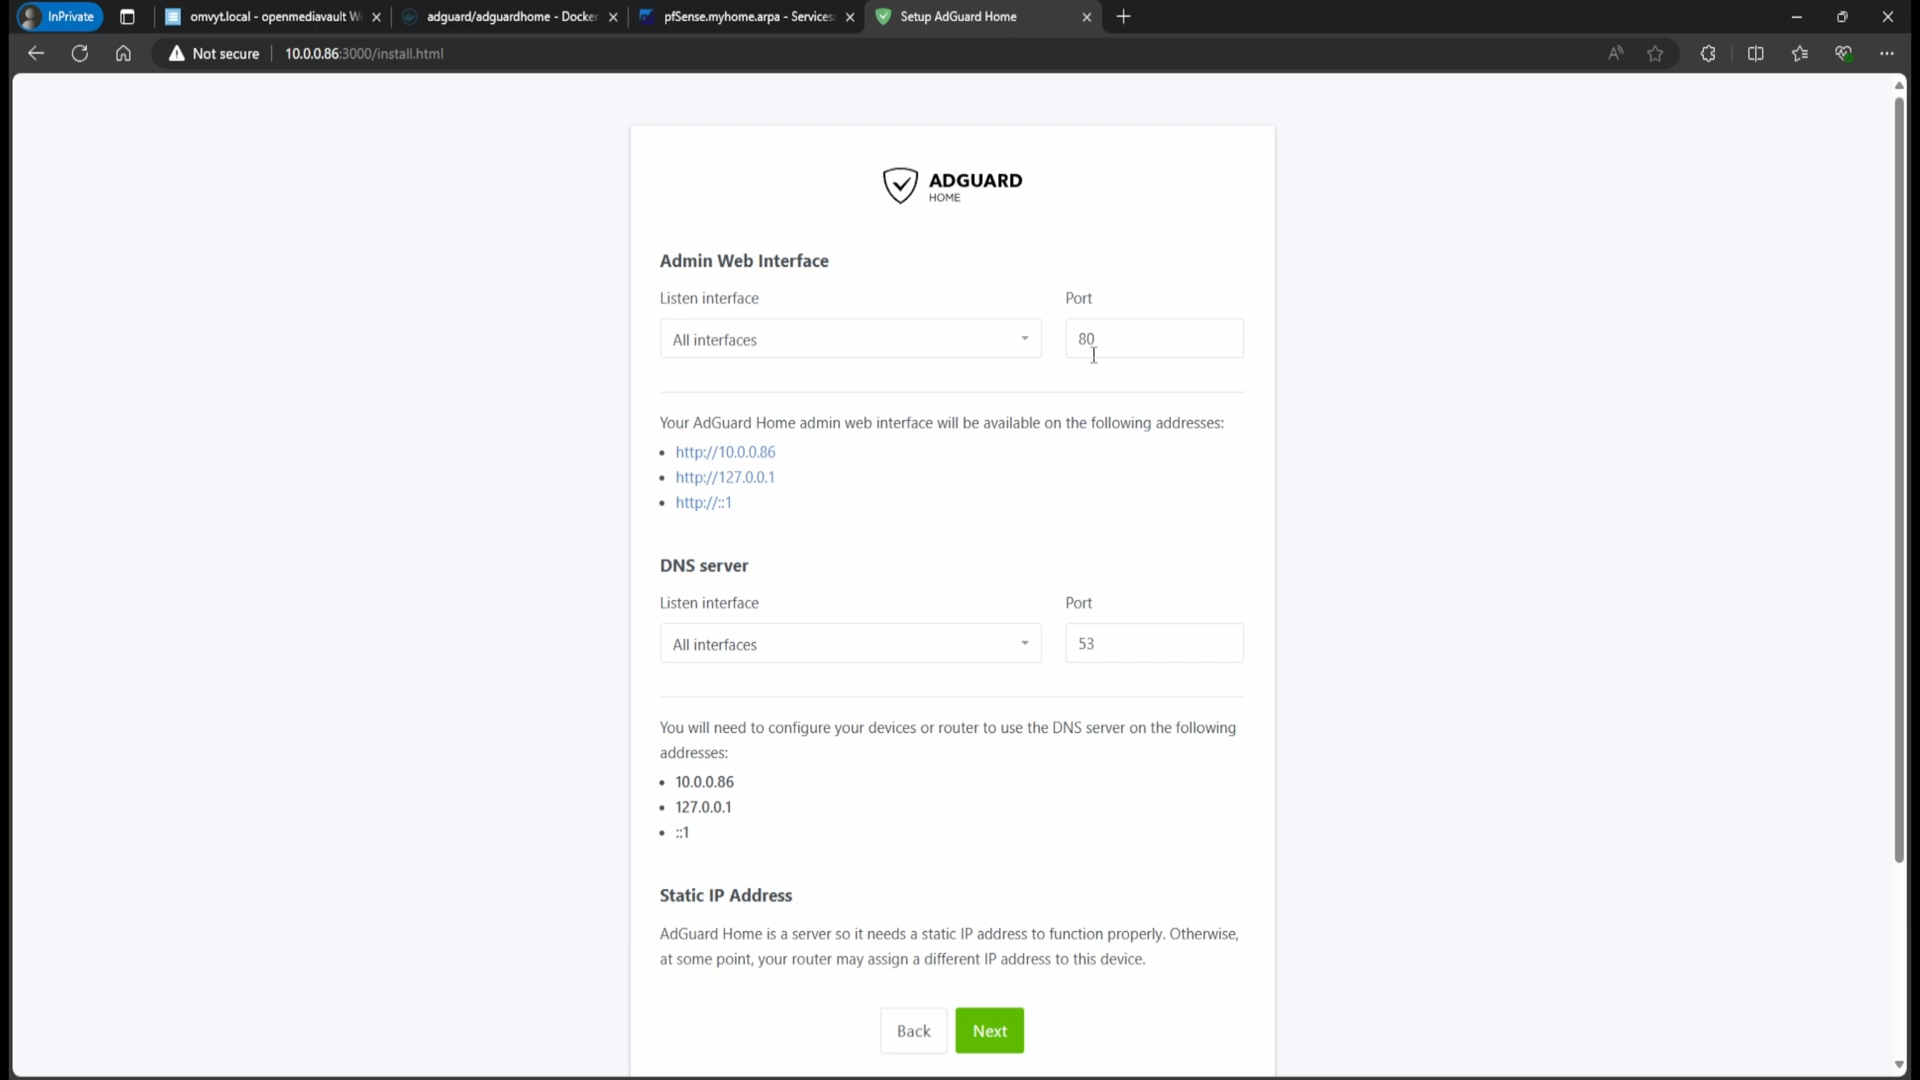 InPrivate
omvyt.local - openmediavault W
adguard/adguardhome - Docker
pfSense.myhome.arpa - Services:
Setup AdGuard Home
Not secure
10.0.0.86:3000/install.html
ADGUARD
HOME
Admin Web Interface
Listen interface
Port
All interfaces
80
Your AdGuard Home admin web interface will be available on the following addresses:
• http://10.0.0.86
• http://127.0.0.1
• http://::1
DNS server
Listen interface
Port
All interfaces
53
You will need to configure your devices or router to use the DNS server on the following
addresses:
• 10.0.0.86
• 127.0.0.1
• ::1
Static IP Address
AdGuard Home is a server so it needs a static IP address to function properly. Otherwise,
at some point, your router may assign a different IP address to this device.
Back
Next